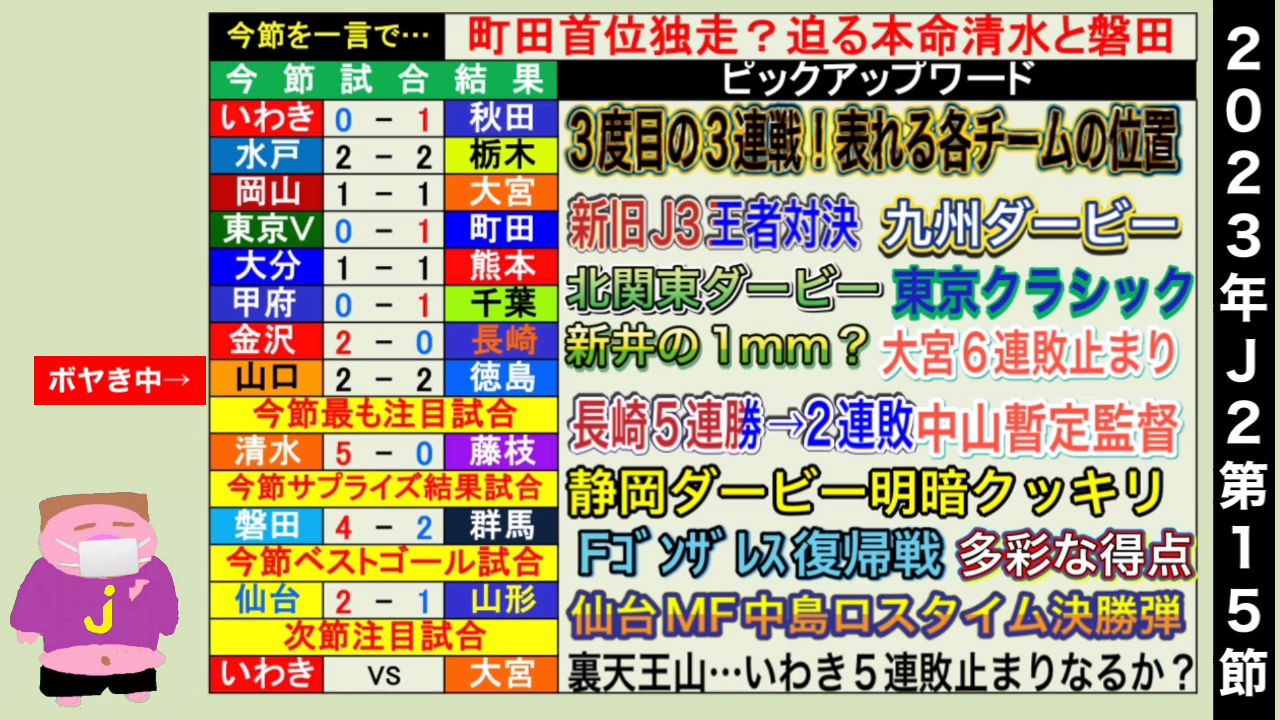 今節を一言で… 町田首位独走？迫る本命清水と磐田
今節試合結果 ピックアップワード
いわき 0 － 1 秋田
水戸 2 － 2 栃木
岡山 1 － 1 大宮
東京V 0 － 1 町田
大分 1 － 1 熊本
甲府 0 － 1 千葉
金沢 2 － 0 長崎
山口 2 － 2 徳島
今節最も注目試合
清水 5 － 0 藤枝
今節サプライズ結果試合
磐田 4 － 2 群馬
今節ベストゴール試合
仙台 2 － 1 山形
次節注目試合
いわき vs 大宮
３度目の３連戦！表れる各チームの位置
新旧J3王者対決 九州ダービー
北関東ダービー 東京クラシック
新井の1mm？ 大宮６連敗止まり
長崎５連勝→2連敗 中山暫定監督
静岡ダービー明暗クッキリ
Fｺﾞﾝｻﾞﾚｽ復帰戦 多彩な得点
仙台MF中島ロスタイム決勝弾
裏天王山…いわき５連敗止まりなるか？
ボヤき中→
J
２０２３年Ｊ２第１５節